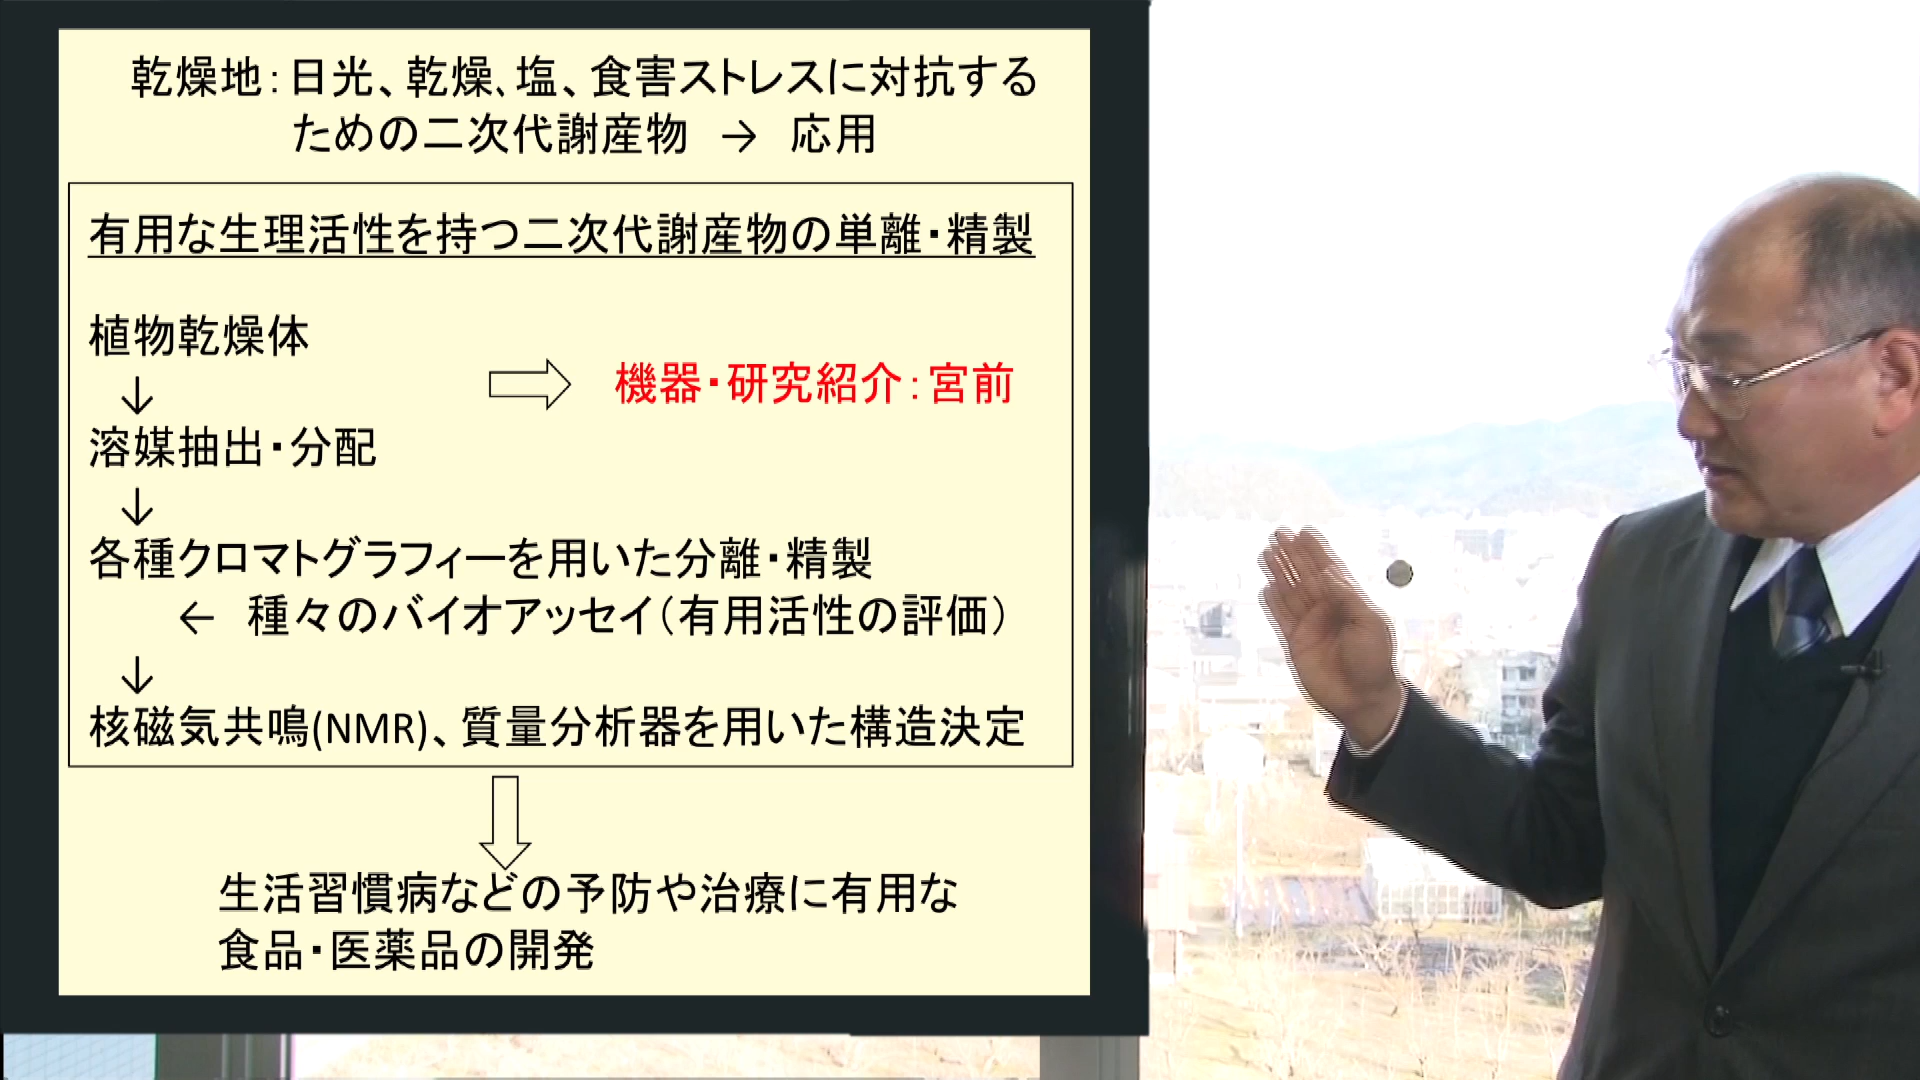 乾燥地：日光、乾燥、塩、食害ストレスに対抗する
ための二次代謝産物 → 応用
有用な生理活性を持つ二次代謝産物の単離・精製
植物乾燥体
↓
機器・研究紹介：宮前
溶媒抽出・分配
↓
各種クロマトグラフィーを用いた分離・精製
← 種々のバイオアッセイ（有用活性の評価）
↓
核磁気共鳴(NMR)、質量分析器を用いた構造決定
生活習慣病などの予防や治療に有用な
食品・医薬品の開発